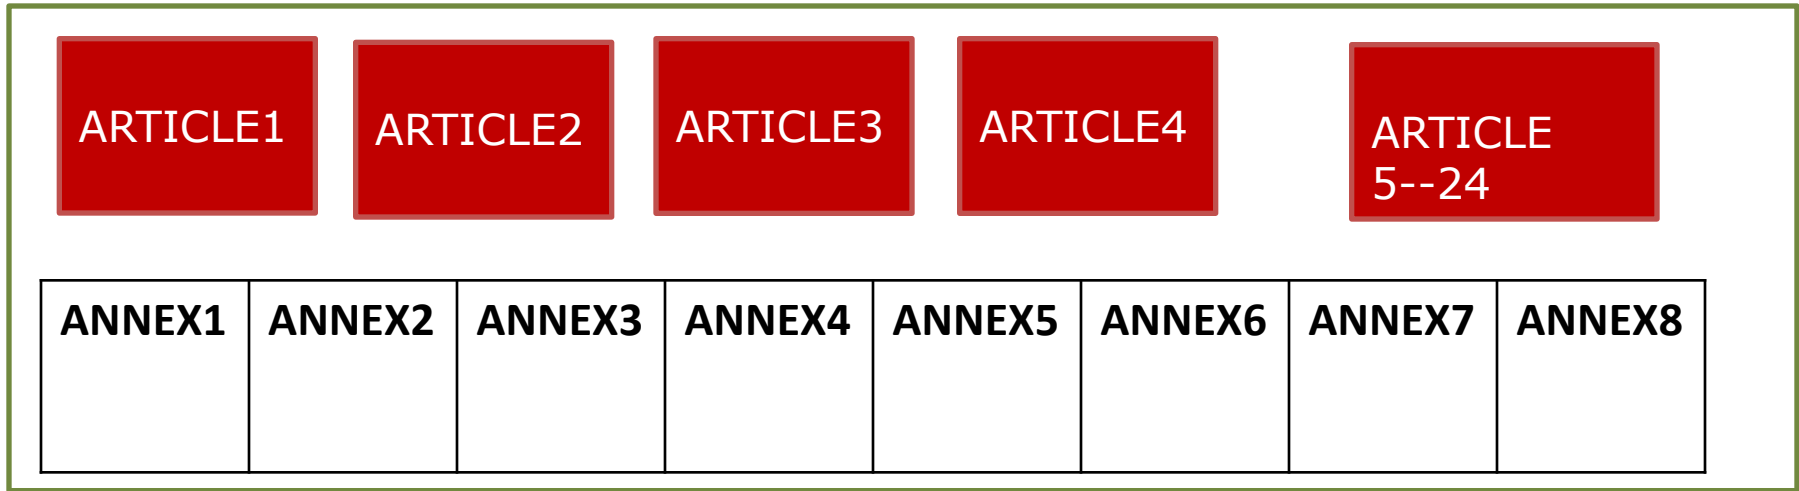 ARTICLE1
ARTICLE2
ARTICLE3
ARTICLE4
ARTICLE
5--24
ANNEX1
ANNEX2
ANNEX3
ANNEX4
ANNEX5
ANNEX6
ANNEX7
ANNEX8